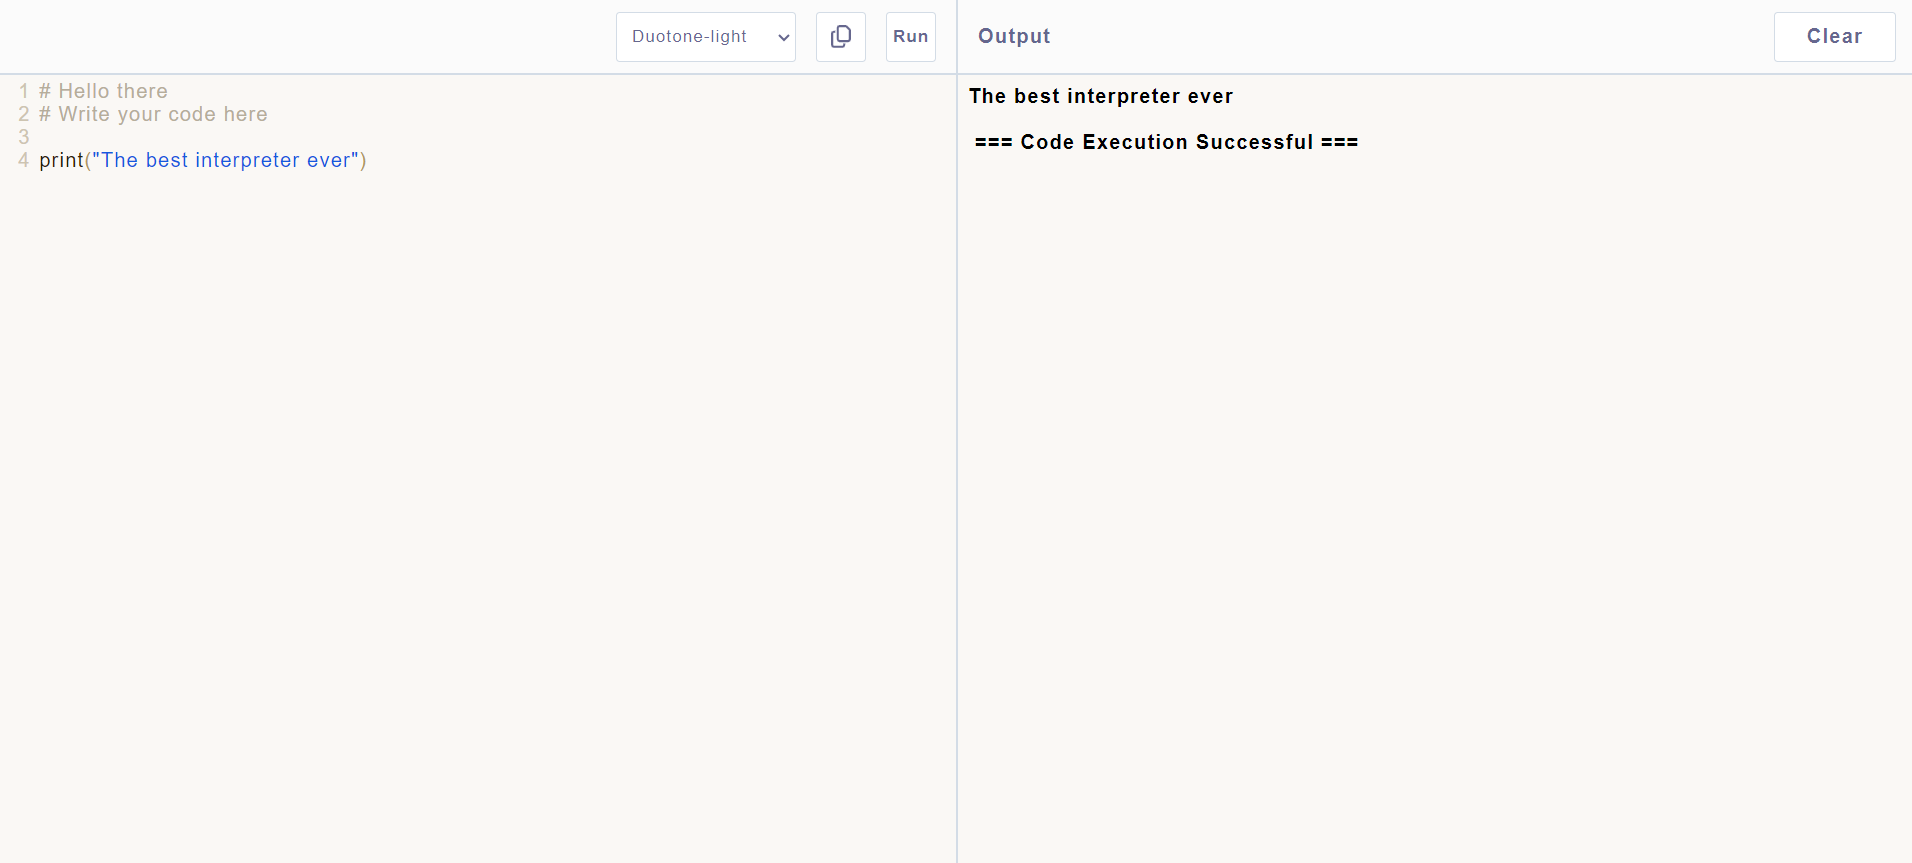 Duotone-light Run
1 # Hello there
2 # Write your code here
3
4 print("The best interpreter ever")
Output Clear
The best interpreter ever
=== Code Execution Successful ===